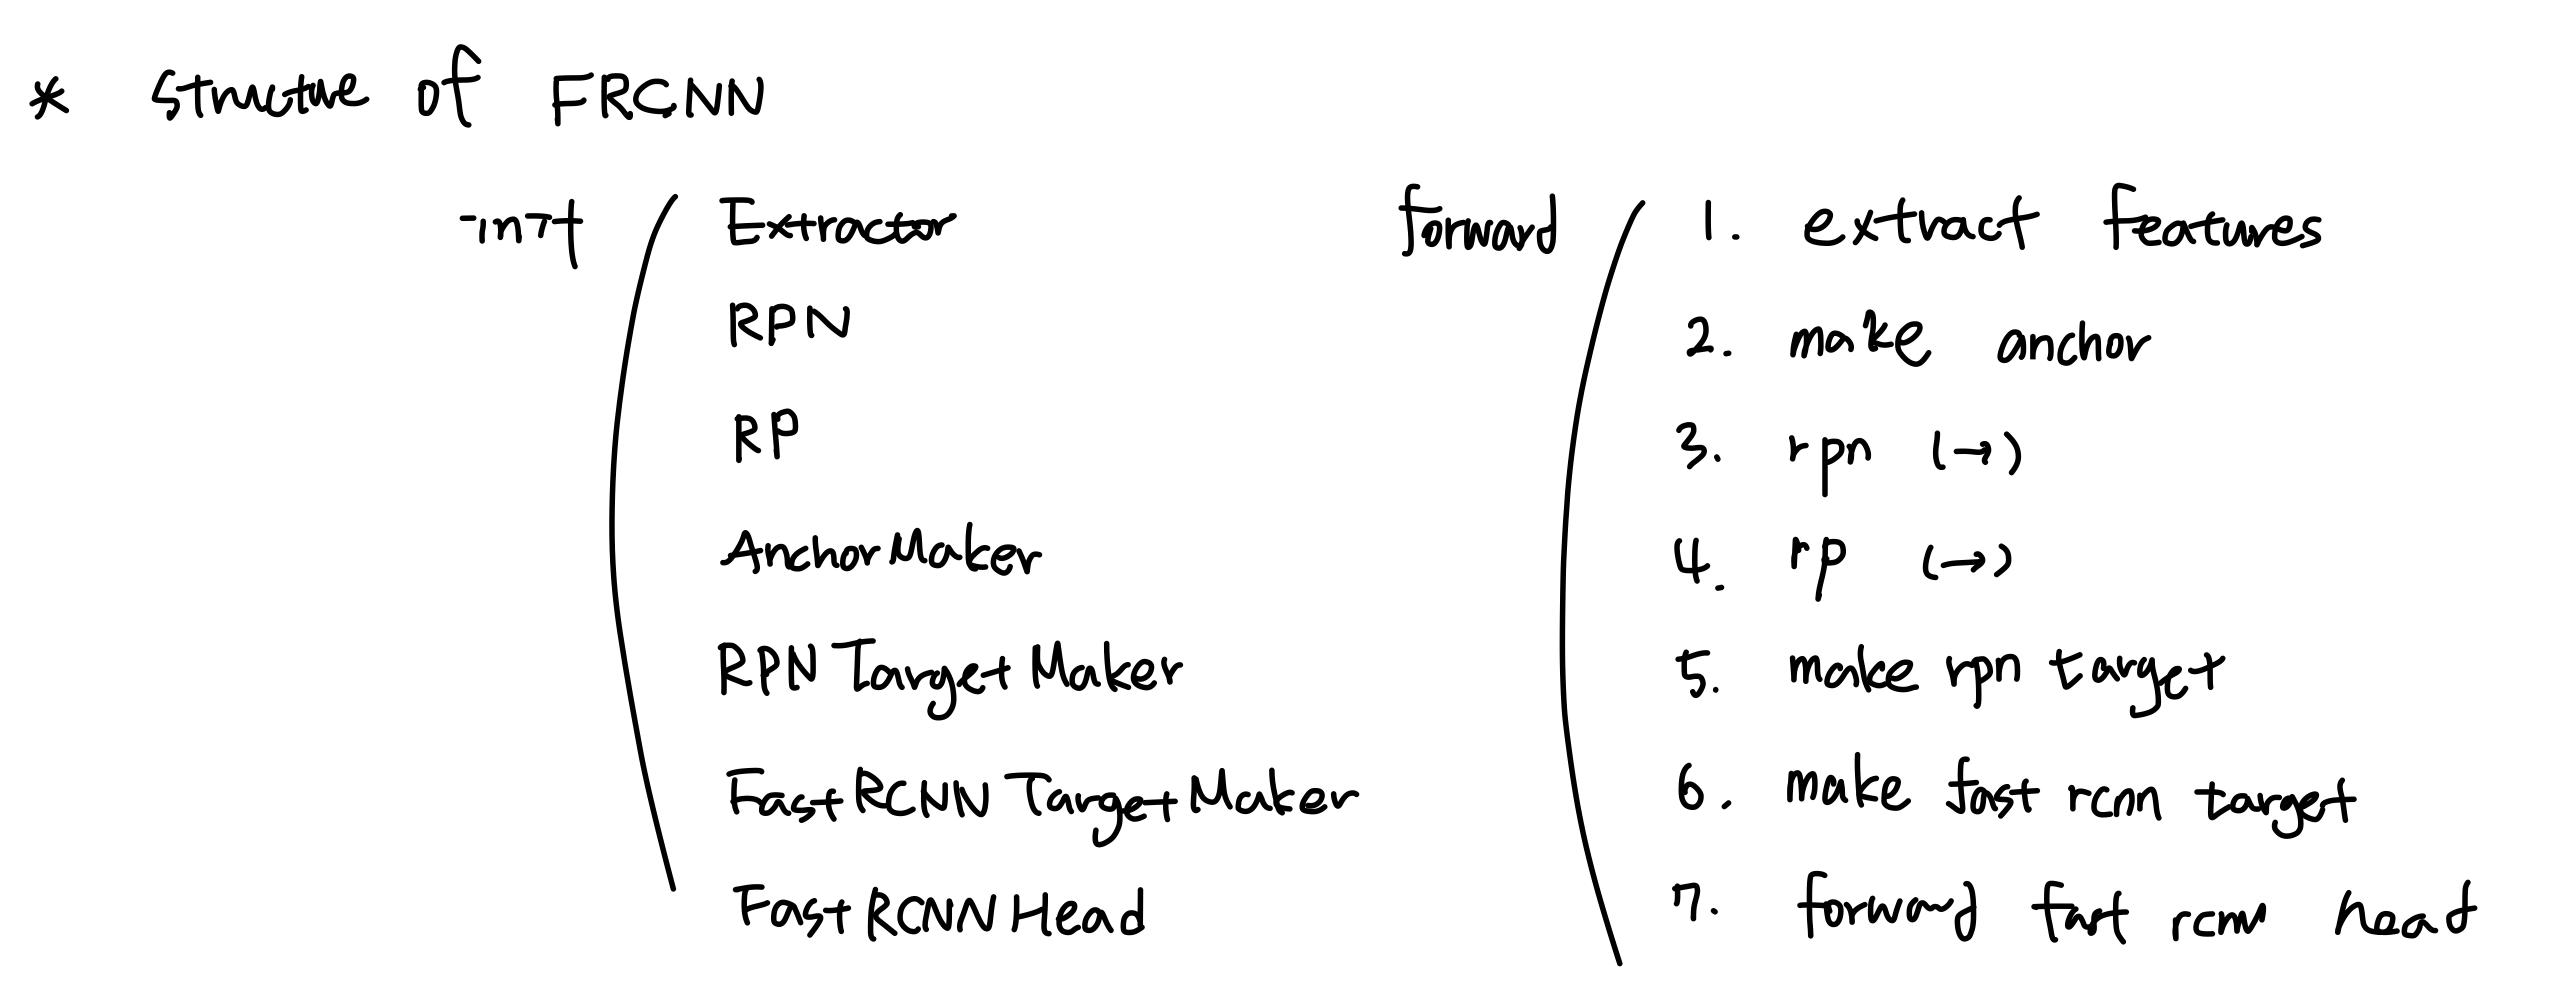 * structure of FRCNN
init
Extractor
RPN
RP
AnchorMaker
RPN Target Maker
FastRCNN Target Maker
FastRCNNHead
forward
1. extract features
2. make anchor
3. rpn (→)
4. rp (→)
5. make rpn target
6. make fast rcnn target
7. forward fast rcnn head